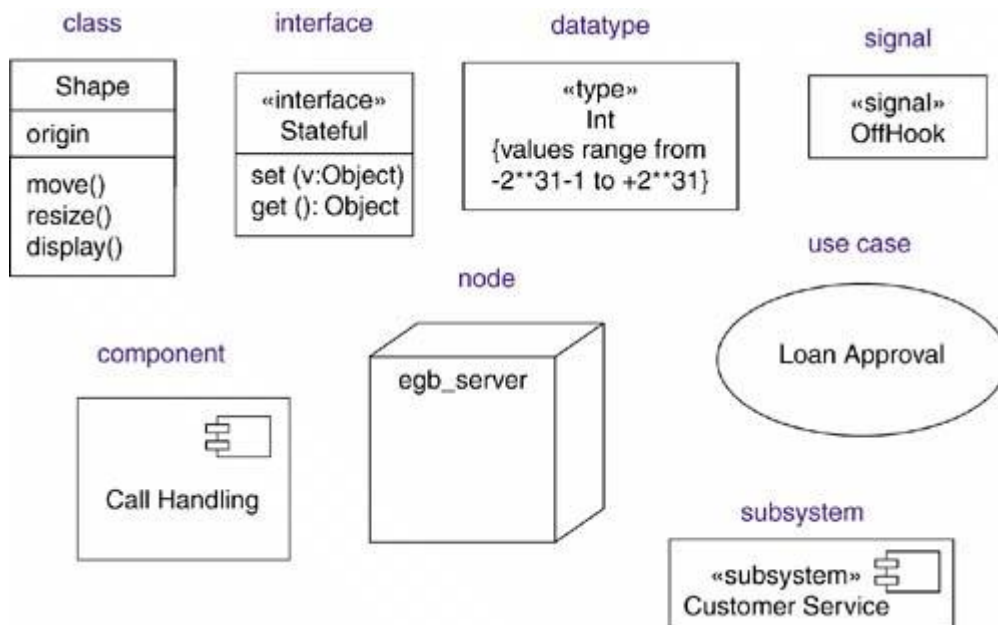 class
Shape
origin
move()
resize()
display()
interface
«interface»
Stateful
set (v:Object)
get (): Object
datatype
«type»
Int
{values range from
-2**31-1 to +2**31}
signal
«signal»
OffHook
component
Call Handling
node
egb_server
use case
Loan Approval
subsystem
«subsystem»
Customer Service